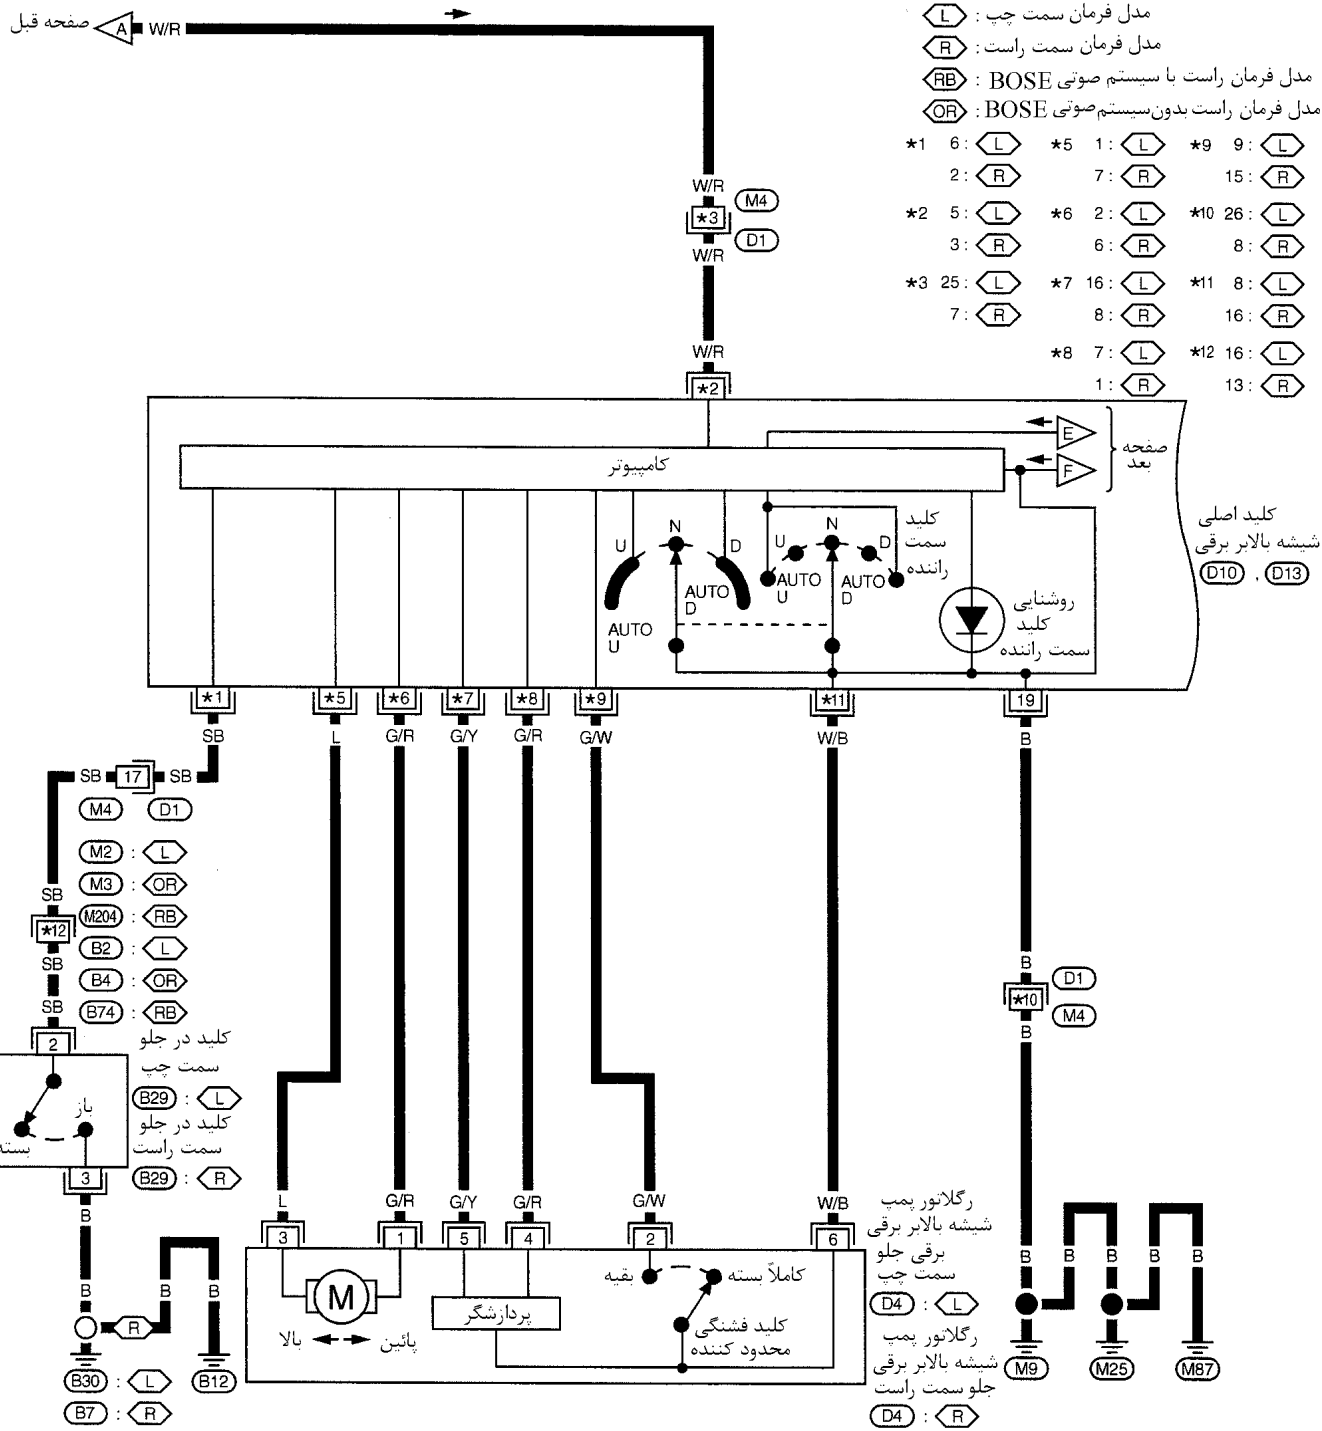 صفحه قبل A W/R
L : مدل فرمان سمت چپ
R : مدل فرمان سمت راست
RB : مدل فرمان راست با سیستم صوتی BOSE
OR : مدل فرمان راست بدون سیستم صوتی BOSE
*1 6: L *5 1: L *9 9: L
2: R 7: R 15: R
*2 5: L *6 2: L *10 26: L
3: R 6: R 8: R
*3 25: L *7 16: L *11 8: L
7: R 8: R 16: R
*8 7: L *12 16: L
1: R 13: R
W/R
*3 M4
D1
W/R
W/R
*2
E
F
صفحه
بعد
کامپیوتر
کلید اصلی
شیشه بالابر برقی
D10 , D13
کلید
سمت
راننده
U N D
AUTO
D
AUTO
U
U N D
AUTO
U
AUTO
D
روشنایی
کلید
سمت راننده
*1 *5 *6 *7 *8 *9 *11 19
SB L G/R G/Y G/R G/W W/B B
SB 17 SB
M4 D1
M2 : L
M3 : OR
M204 : RB
B2 : L
B4 : OR
B74 : RB
SB
*12
SB
SB
2
کلید در جلو
سمت چپ
B29 : L
کلید در جلو
سمت راست
B29 : R
باز
بسته
3
B
B B B
R
B30 : L
B7 : R
B12
B
*10
D1
M4
B
L G/R G/Y G/R G/W W/B
3 1 5 4 2 6
M
بالا پائین
پردازشگر
بقیه کاملاً بسته
کلید فشنگی
محدود کننده
رگلاتور پمپ
شیشه بالابر برقی
برقی جلو
سمت چپ
D4 : L
رگلاتور پمپ
شیشه بالابر برقی
جلو سمت راست
D4 : R
B B B B B
M9 M25 M87